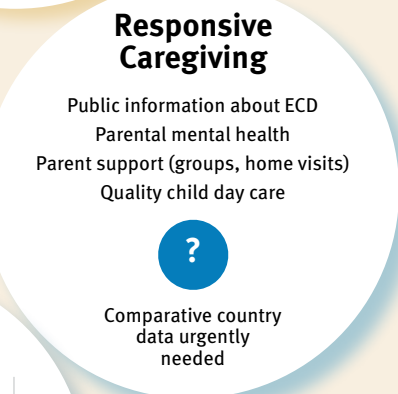 Responsive
Caregiving
Public information about ECD
Parental mental health
Parent support (groups, home visits)
Quality child day care
?
Comparative country
data urgently
needed